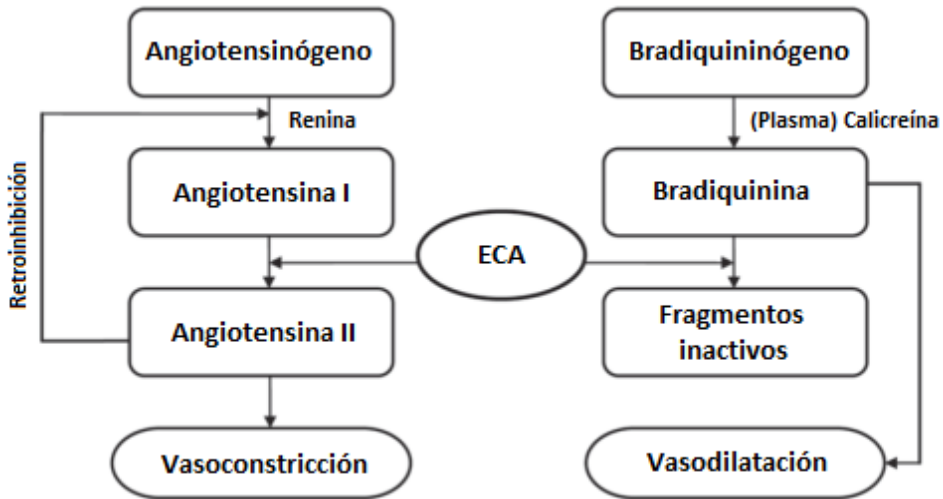 Angiotensinógeno
Bradiquininógeno
Renina
(Plasma) Calicreína
Retroinhibición
Angiotensina I
Bradiquinina
ECA
Angiotensina II
Fragmentos
inactivos
Vasoconstricción
Vasodilatación